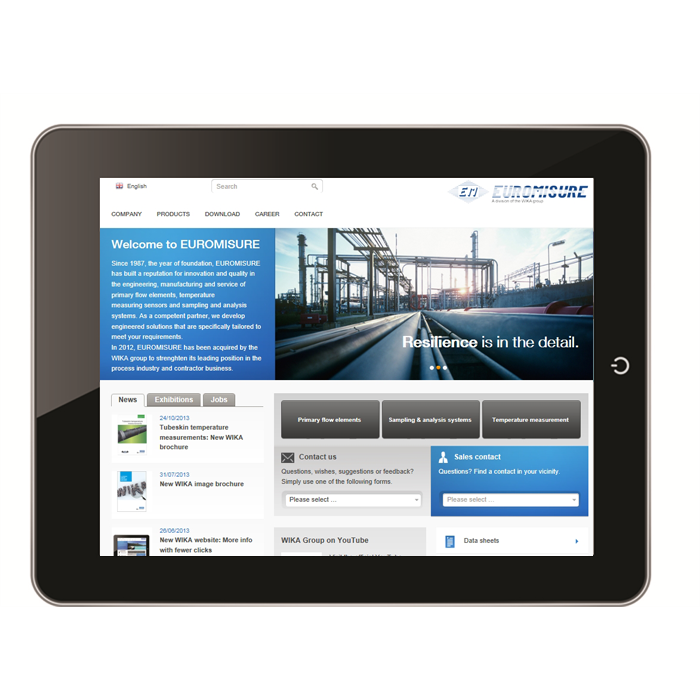 English
Search
EM EUROMISURE
A division of the WIKA group
COMPANY PRODUCTS DOWNLOAD CAREER CONTACT
Welcome to EUROMISURE
Since 1987, the year of foundation, EUROMISURE
has built a reputation for innovation and quality in
the engineering, manufacturing and service of
primary flow elements, temperature
measuring sensors and sampling and analysis
systems. As a competent partner, we develop
engineered solutions that are specifically tailored to
meet your requirements.
In 2012, EUROMISURE has been acquired by the
WIKA group to strenghten its leading position in the
process industry and contractor business.
Resilience is in the detail.
News Exhibitions Jobs
24/10/2013
Tubeskin temperature
measurements: New WIKA
brochure
31/07/2013
New WIKA image brochure
26/06/2013
New WIKA website: More info
with fewer clicks
Primary flow elements Sampling & analysis systems Temperature measurement
Contact us
Questions, wishes, suggestions or feedback?
Simply use one of the following forms.
Please select ...
Sales contact
Questions? Find a contact in your vicinity.
Please select ...
WIKA Group on YouTube
Data sheets